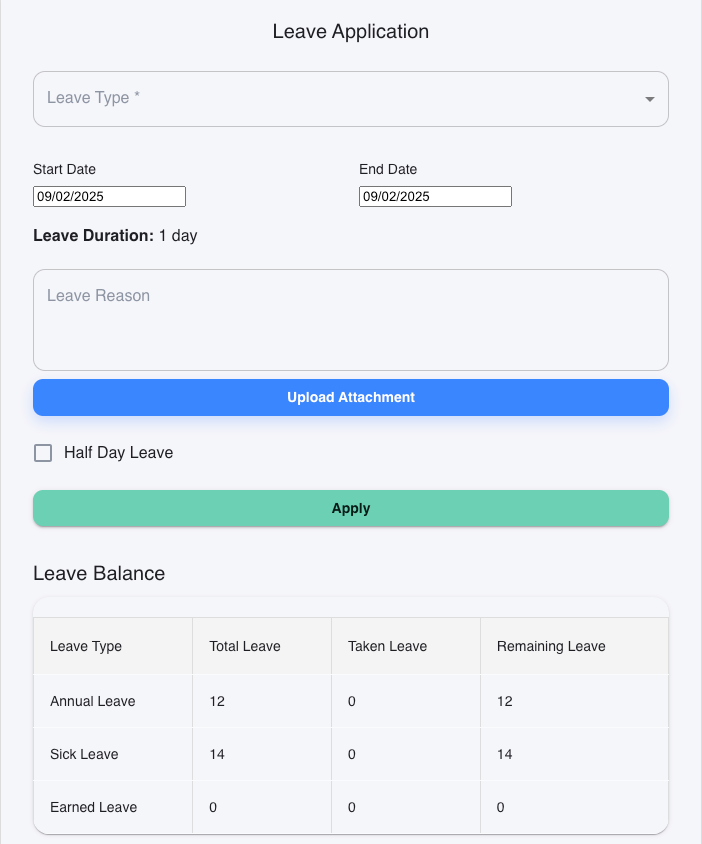 Leave Application
Leave Type *
Start Date End Date
09/02/2025 09/02/2025
Leave Duration: 1 day
Leave Reason
Upload Attachment
Half Day Leave
Apply
Leave Balance
Leave Type Total Leave Taken Leave Remaining Leave
Annual Leave 12 0 12
Sick Leave 14 0 14
Earned Leave 0 0 0